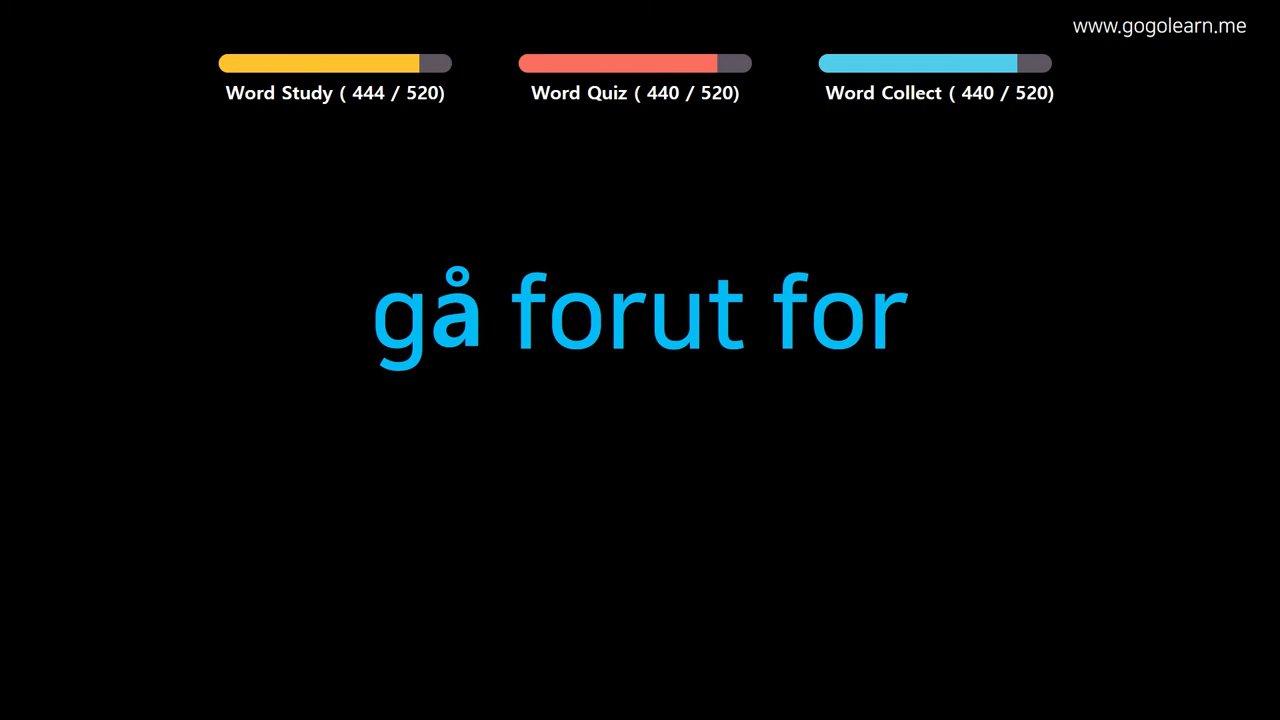 www.gogolearn.me
Word Study ( 444 / 520)
Word Quiz ( 440 / 520)
Word Collect ( 440 / 520)
gå forut for